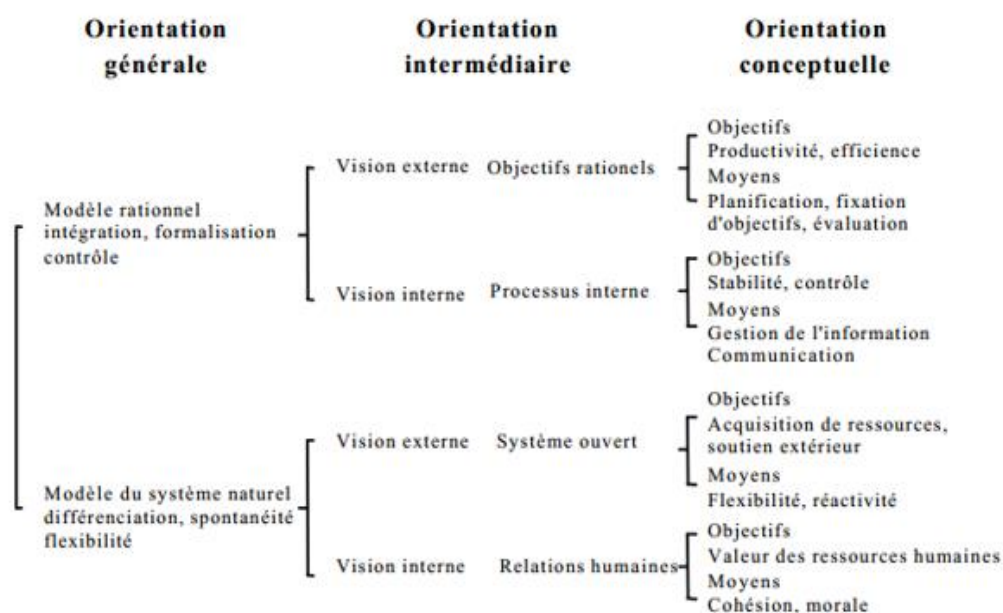 Orientation générale
Orientation intermédiaire
Orientation conceptuelle
Modèle rationnel
intégration, formalisation
contrôle
Vision externe
Objectifs rationels
Objectifs
Productivité, efficience
Moyens
Planification, fixation
d'objectifs, évaluation
Vision interne
Processus interne
Objectifs
Stabilité, contrôle
Moyens
Gestion de l'information
Communication
Modèle du système naturel
différenciation, spontanéité
flexibilité
Vision externe
Système ouvert
Objectifs
Acquisition de ressources,
soutien extérieur
Moyens
Flexibilité, réactivité
Vision interne
Relations humaines
Objectifs
Valeur des ressources humaines
Moyens
Cohésion, morale